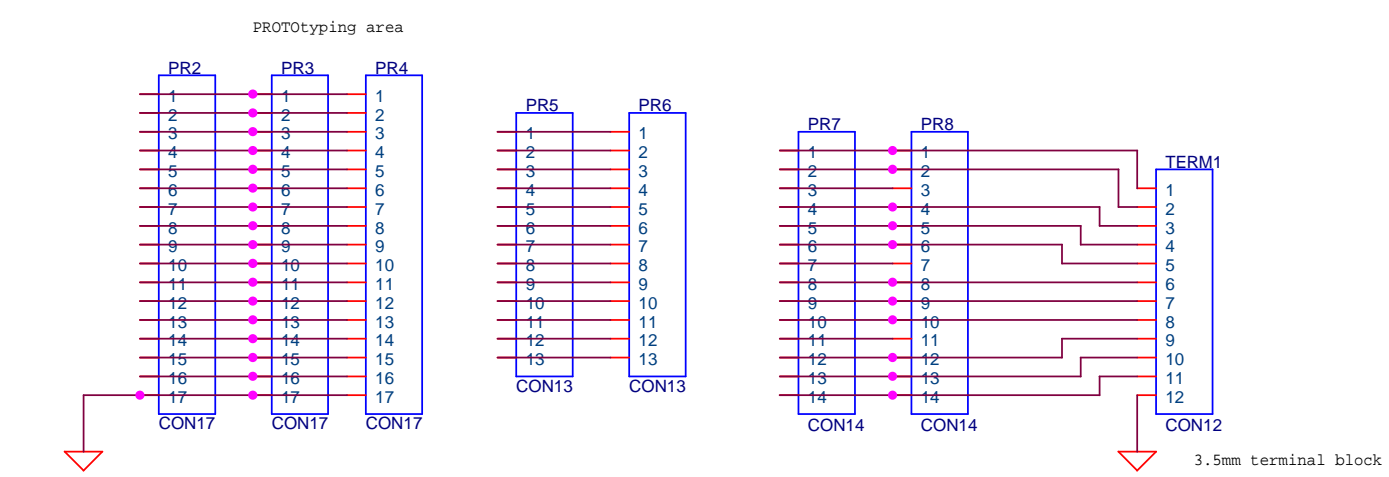 PROTOtyping area
PR2 PR3 PR4
1 1 1
2 2 2
3 3 3
4 4 4
5 5 5
6 6 6
7 7 7
8 8 8
9 9 9
10 10 10
11 11 11
12 12 12
13 13 13
14 14 14
15 15 15
16 16 16
17 17 17
CON17 CON17 CON17
PR5 PR6
1 1
2 2
3 3
4 4
5 5
6 6
7 7
8 8
9 9
10 10
11 11
12 12
13 13
CON13 CON13
PR7 PR8
1 1
2 2
3 3
4 4
5 5
6 6
7 7
8 8
9 9
10 10
11 11
12 12
13 13
14 14
CON14 CON14
TERM1
1
2
3
4
5
6
7
8
9
10
11
12
CON12
3.5mm terminal block